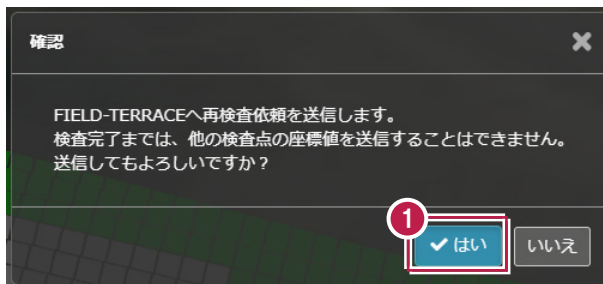 確認
FIELD-TERRACEへ再検査依頼を送信します。
検査完了までは、他の検査点の座標値を送信することはできません。
送信してもよろしいですか？
1
はい いいえ